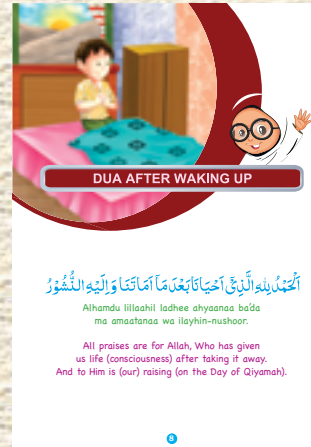 DUA AFTER WAKING UP
اَلْحَمْدُ لِلّٰهِ الَّذِيْٓ اَحْيَانَا بَعْدَ مَآ اَمَاتَنَا وَاِلَيْهِ النُّشُوْرُ
Alhamdu lillaahil ladhee ahyaanaa ba'da
ma amaatanaa wa ilayhin-nushoor.
All praises are for Allah, Who has given
us life (consciousness) after taking it away.
And to Him is (our) raising (on the Day of Qiyamah).
8